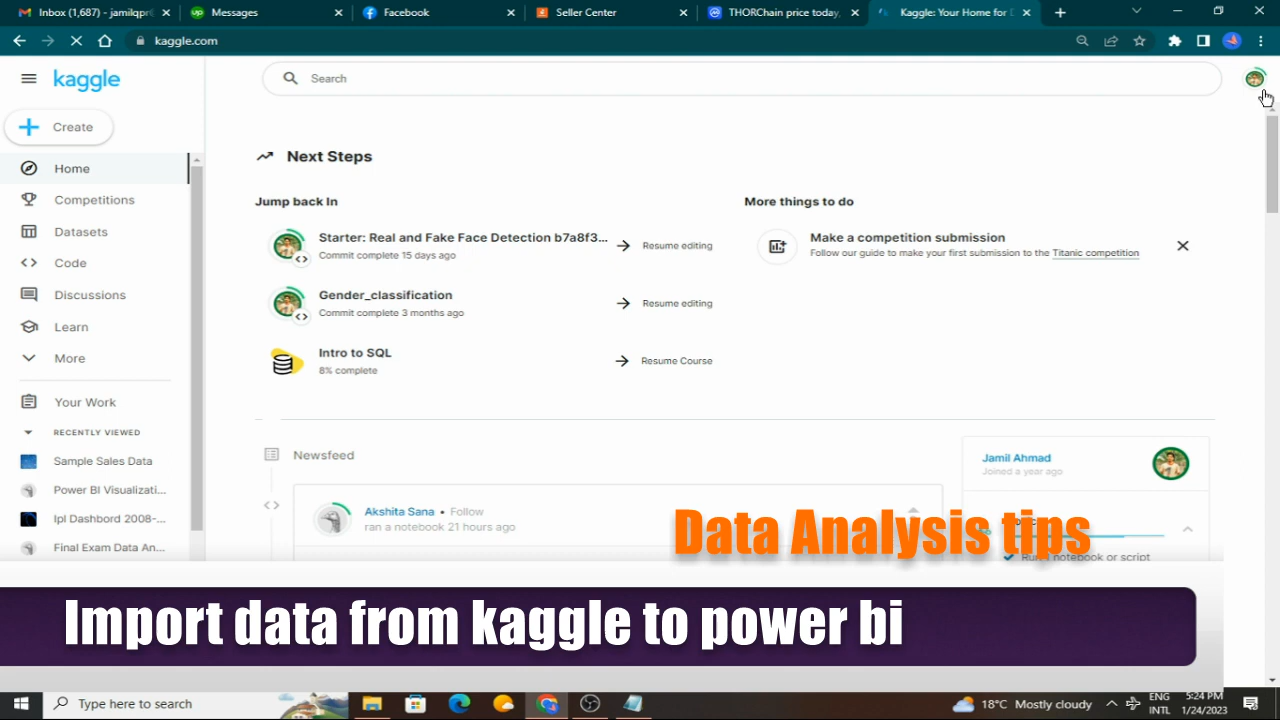 Inbox (1,687) - jamilqpr@
Messages
Facebook
Seller Center
THORChain price today,
Kaggle: Your Home for D
kaggle.com
kaggle
Search
Create
Home
Competitions
Datasets
Code
Discussions
Learn
More
Your Work
RECENTLY VIEWED
Sample Sales Data
Power BI Visualizati...
Ipl Dashbord 2008-...
Final Exam Data An...
Next Steps
Jump back In
Starter: Real and Fake Face Detection b7a8f3...
Commit complete 15 days ago
Resume editing
Gender_classification
Commit complete 3 months ago
Resume editing
Intro to SQL
8% complete
Resume Course
More things to do
Make a competition submission
Follow our guide to make your first submission to the Titanic competition
Newsfeed
Akshita Sana • Follow
ran a notebook 21 hours ago
Jamil Ahmad
Joined a year ago
notebook or script
Data Analysis tips
Import data from kaggle to power bi
Type here to search
18°C Mostly cloudy
ENG
INTL
5:24 PM
1/24/2023